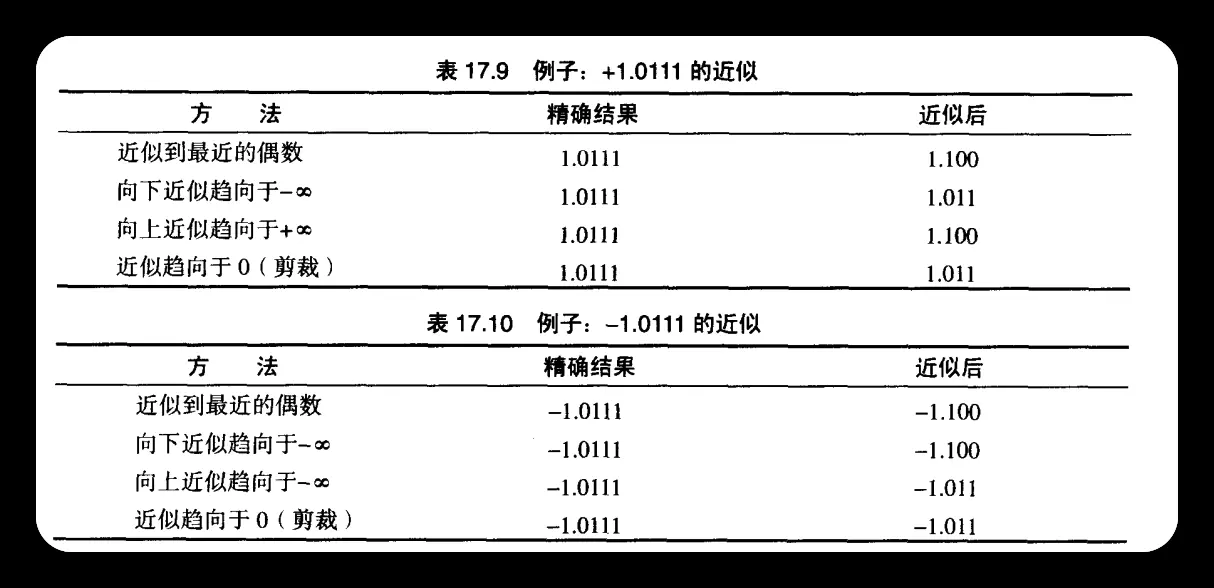 表 17.9 例子：+1.0111 的近似
方 法 精确结果 近似后
近似到最近的偶数 1.0111 1.100
向下近似趋向于-∞ 1.0111 1.011
向上近似趋向于+∞ 1.0111 1.100
近似趋向于 0（剪裁） 1.0111 1.011
表 17.10 例子：-1.0111 的近似
方 法 精确结果 近似后
近似到最近的偶数 -1.0111 -1.100
向下近似趋向于-∞ -1.0111 -1.100
向上近似趋向于-∞ -1.0111 -1.011
近似趋向于 0（剪裁） -1.0111 -1.011